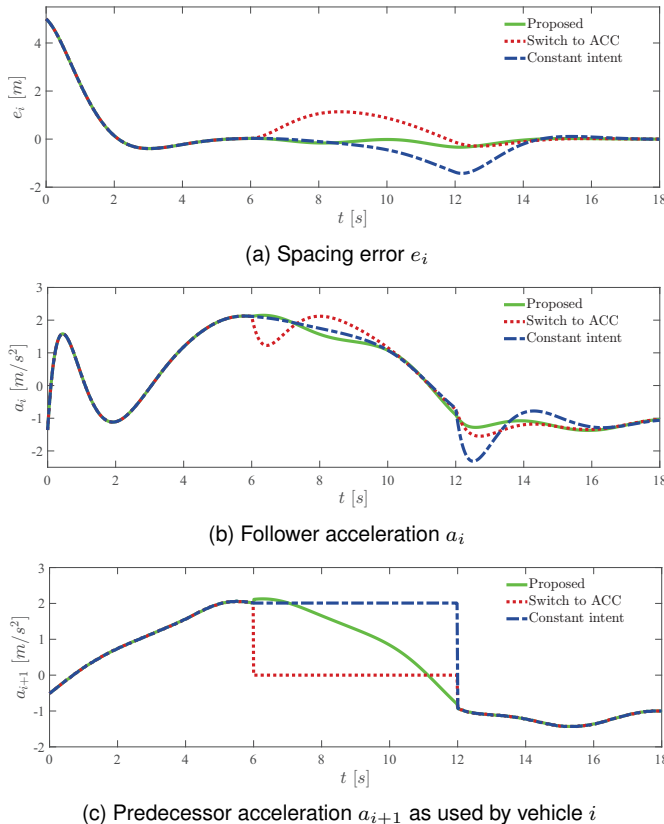 Proposed
Switch to ACC
Constant intent
e_i [m]
4
2
0
-2
0 2 4 6 8 10 12 14 16 18
t [s]
(a) Spacing error e_i
Proposed
Switch to ACC
Constant intent
a_i [m/s²]
3
2
1
0
-1
-2
0 2 4 6 8 10 12 14 16 18
t [s]
(b) Follower acceleration a_i
Proposed
Switch to ACC
Constant intent
a_{i+1} [m/s²]
3
2
1
0
-1
-2
0 2 4 6 8 10 12 14 16 18
t [s]
(c) Predecessor acceleration a_{i+1} as used by vehicle i